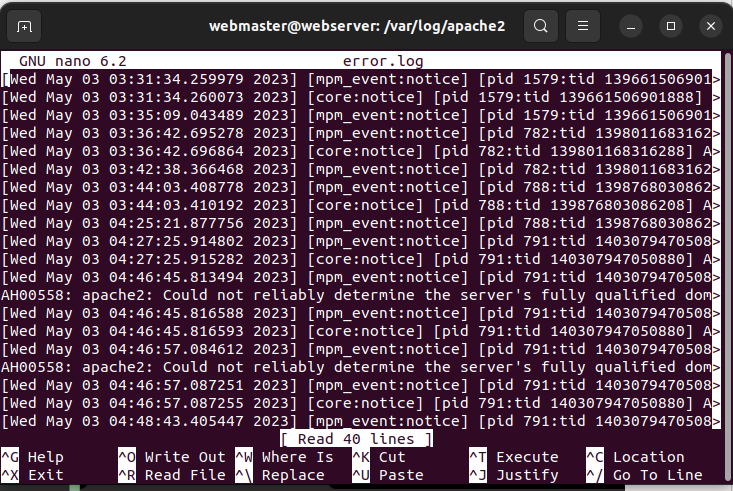 webmaster@webserver: /var/log/apache2
GNU nano 6.2 error.log
[Wed May 03 03:31:34.259979 2023] [mpm_event:notice] [pid 1579:tid 139661506901>
[Wed May 03 03:31:34.260073 2023] [core:notice] [pid 1579:tid 139661506901888] >
[Wed May 03 03:35:09.043489 2023] [mpm_event:notice] [pid 1579:tid 139661506901>
[Wed May 03 03:36:42.695278 2023] [mpm_event:notice] [pid 782:tid 1398011683162>
[Wed May 03 03:36:42.696864 2023] [core:notice] [pid 782:tid 139801168316288] A>
[Wed May 03 03:42:38.366468 2023] [mpm_event:notice] [pid 782:tid 1398011683162>
[Wed May 03 03:44:03.408778 2023] [mpm_event:notice] [pid 788:tid 1398768030862>
[Wed May 03 03:44:03.410192 2023] [core:notice] [pid 788:tid 139876803086208] A>
[Wed May 03 04:25:21.877756 2023] [mpm_event:notice] [pid 788:tid 1398768030862>
[Wed May 03 04:27:25.914802 2023] [mpm_event:notice] [pid 791:tid 1403079470508>
[Wed May 03 04:27:25.915282 2023] [core:notice] [pid 791:tid 140307947050880] A>
[Wed May 03 04:46:45.813494 2023] [mpm_event:notice] [pid 791:tid 1403079470508>
AH00558: apache2: Could not reliably determine the server's fully qualified dom>
[Wed May 03 04:46:45.816588 2023] [mpm_event:notice] [pid 791:tid 1403079470508>
[Wed May 03 04:46:45.816593 2023] [core:notice] [pid 791:tid 140307947050880] A>
[Wed May 03 04:46:57.084612 2023] [mpm_event:notice] [pid 791:tid 1403079470508>
AH00558: apache2: Could not reliably determine the server's fully qualified dom>
[Wed May 03 04:46:57.087251 2023] [mpm_event:notice] [pid 791:tid 1403079470508>
[Wed May 03 04:46:57.087255 2023] [core:notice] [pid 791:tid 140307947050880] A>
[Wed May 03 04:48:43.405447 2023] [mpm_event:notice] [pid 791:tid 1403079470508>
[ Read 40 lines ]
^G Help ^O Write Out ^W Where Is ^K Cut ^T Execute ^C Location
^X Exit ^R Read File ^\ Replace ^U Paste ^J Justify ^/ Go To Line